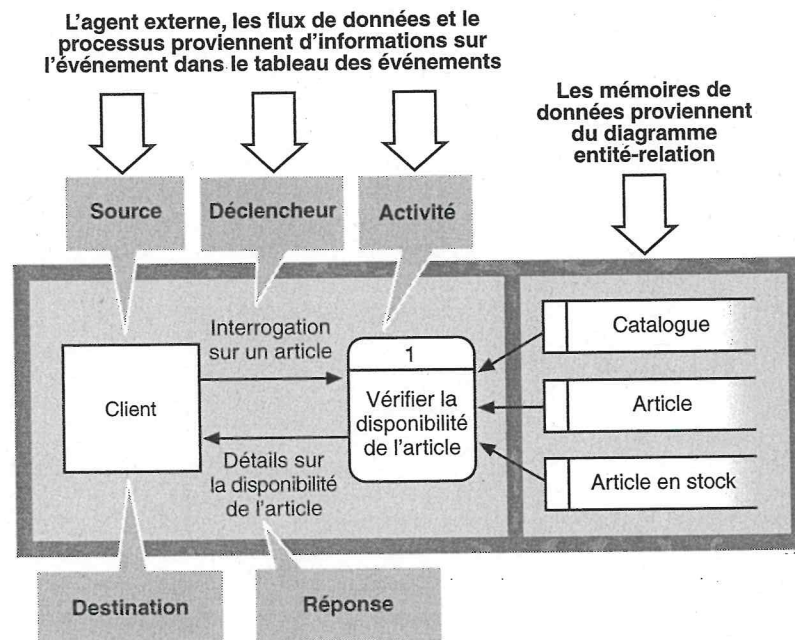 L'agent externe, les flux de données et le
processus proviennent d'informations sur
l'événement dans le tableau des événements
Les mémoires de
données proviennent
du diagramme
entité-relation
Source
Déclencheur
Activité
Interrogation
sur un article
1
Client
Vérifier la
disponibilité
de l'article
Détails sur
la disponibilité
de l'article
Catalogue
Article
Article en stock
Destination
Réponse